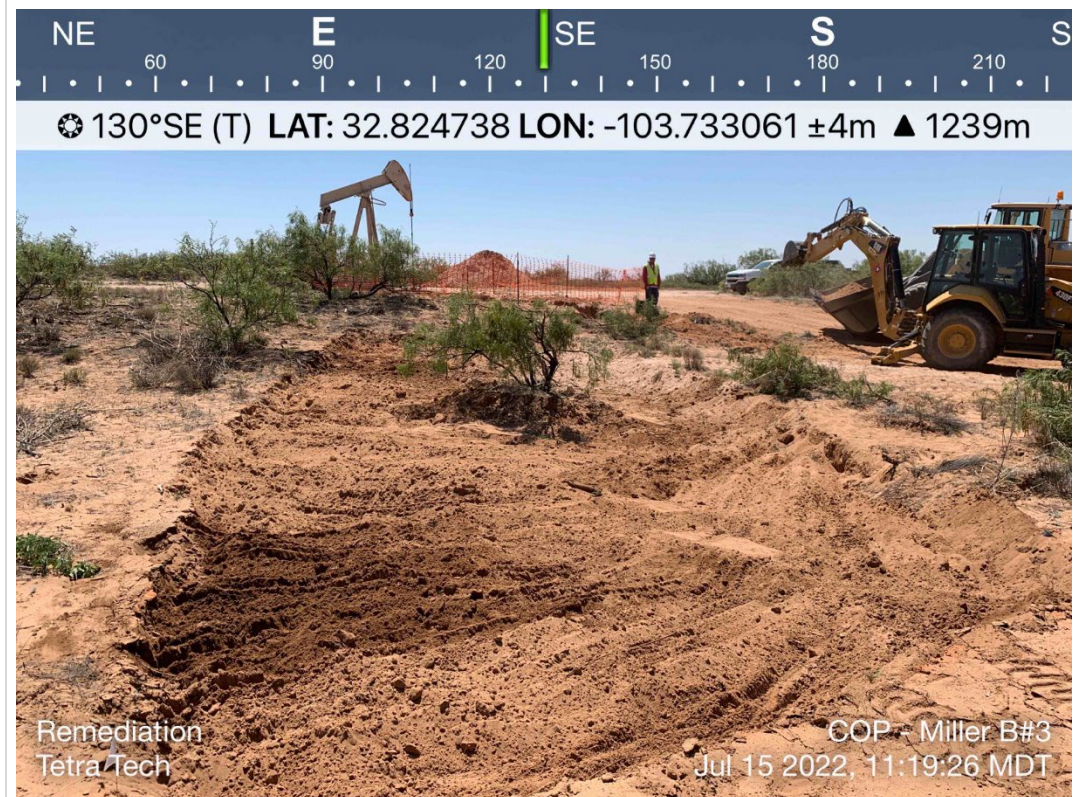 NE E SE S S
60 90 120 150 180 210
130°SE (T) LAT: 32.824738 LON: -103.733061 ±4m ▲ 1239m
Remediation
Tetra Tech
COP - Miller B#3
Jul 15 2022, 11:19:26 MDT